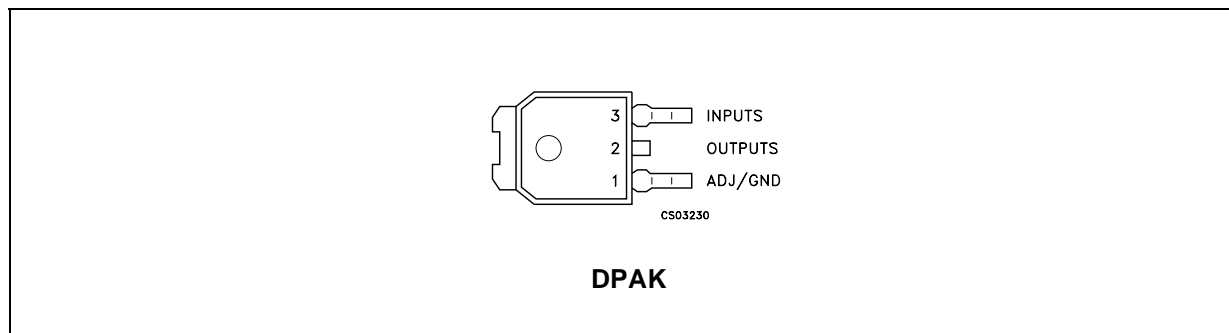 3 INPUTS
2 OUTPUTS
1 ADJ/GND
CS03230
DPAK